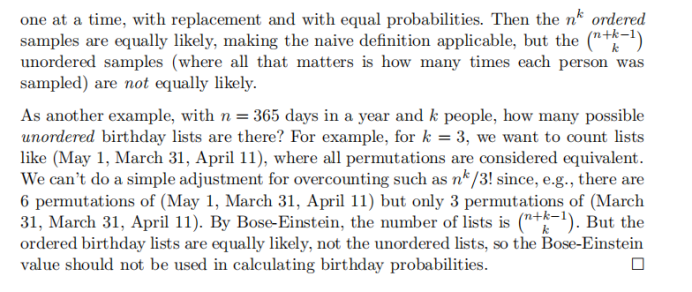 one at a time, with replacement and with equal probabilities. Then the n^k ordered
samples are equally likely, making the naive definition applicable, but the \binom{n+k-1}{k}
unordered samples (where all that matters is how many times each person was
sampled) are not equally likely.
As another example, with n = 365 days in a year and k people, how many possible
unordered birthday lists are there? For example, for k = 3, we want to count lists
like (May 1, March 31, April 11), where all permutations are considered equivalent.
We can't do a simple adjustment for overcounting such as n^k/3! since, e.g., there are
6 permutations of (May 1, March 31, April 11) but only 3 permutations of (March
31, March 31, April 11). By Bose-Einstein, the number of lists is \binom{n+k-1}{k}. But the
ordered birthday lists are equally likely, not the unordered lists, so the Bose-Einstein
value should not be used in calculating birthday probabilities. □